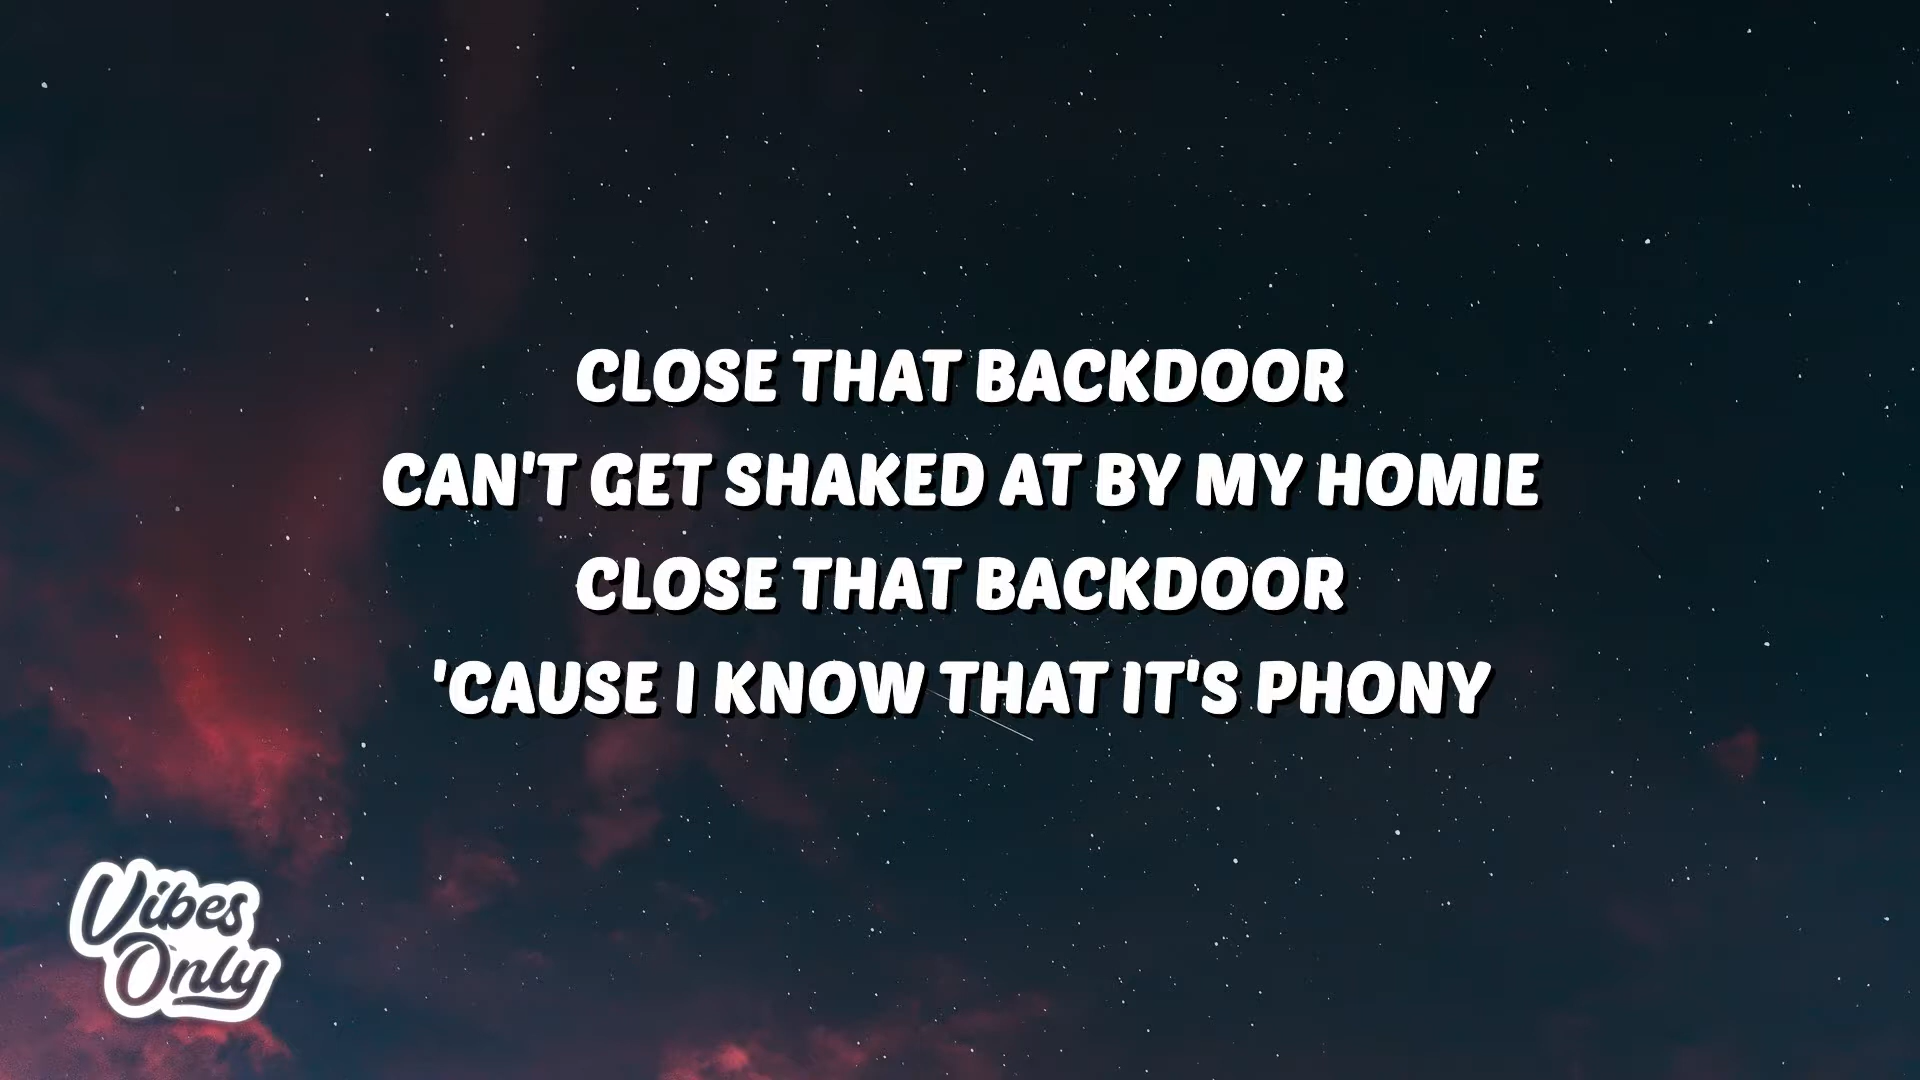 CLOSE THAT BACKDOOR
CAN'T GET SHAKED AT BY MY HOMIE
CLOSE THAT BACKDOOR
'CAUSE I KNOW THAT IT'S PHONY
Vibes
Only